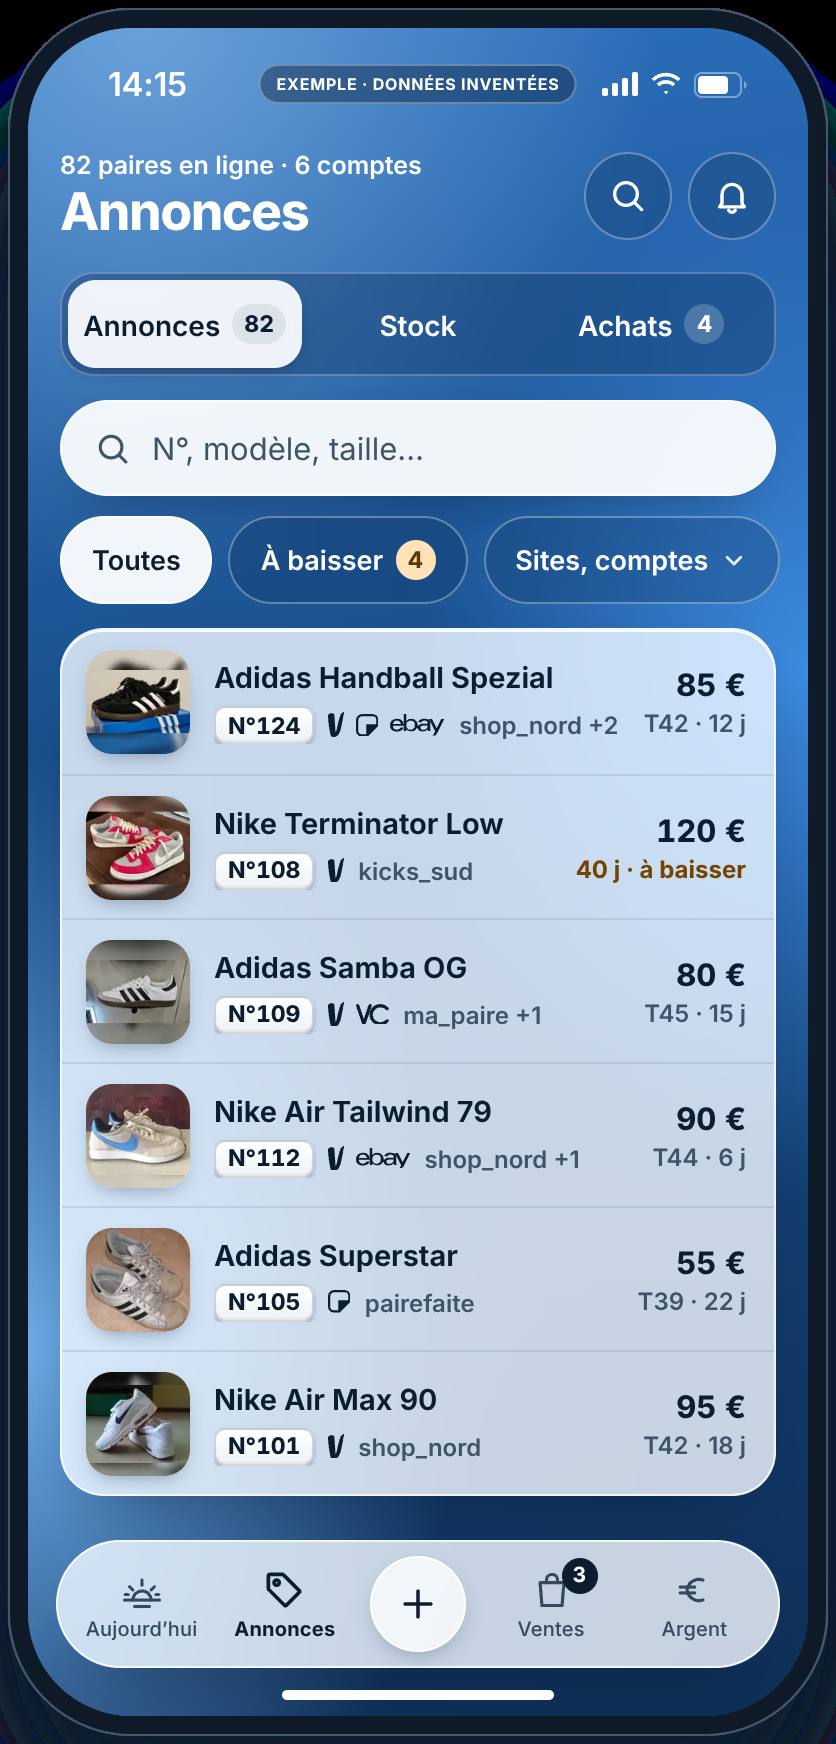 14:15
EXEMPLE · DONNÉES INVENTÉES
82 paires en ligne · 6 comptes
Annonces
Annonces 82
Stock
Achats 4
N°, modèle, taille...
Toutes
À baisser 4
Sites, comptes
Adidas Handball Spezial
85 €
N°124 V ebay shop_nord +2
T42 · 12 j
Nike Terminator Low
120 €
N°108 V kicks_sud
40 j · à baisser
Adidas Samba OG
80 €
N°109 V VC ma_paire +1
T45 · 15 j
Nike Air Tailwind 79
90 €
N°112 V ebay shop_nord +1
T44 · 6 j
Adidas Superstar
55 €
N°105 pairefaite
T39 · 22 j
Nike Air Max 90
95 €
N°101 V shop_nord
T42 · 18 j
Aujourd’hui
Annonces
3
Ventes
€
Argent